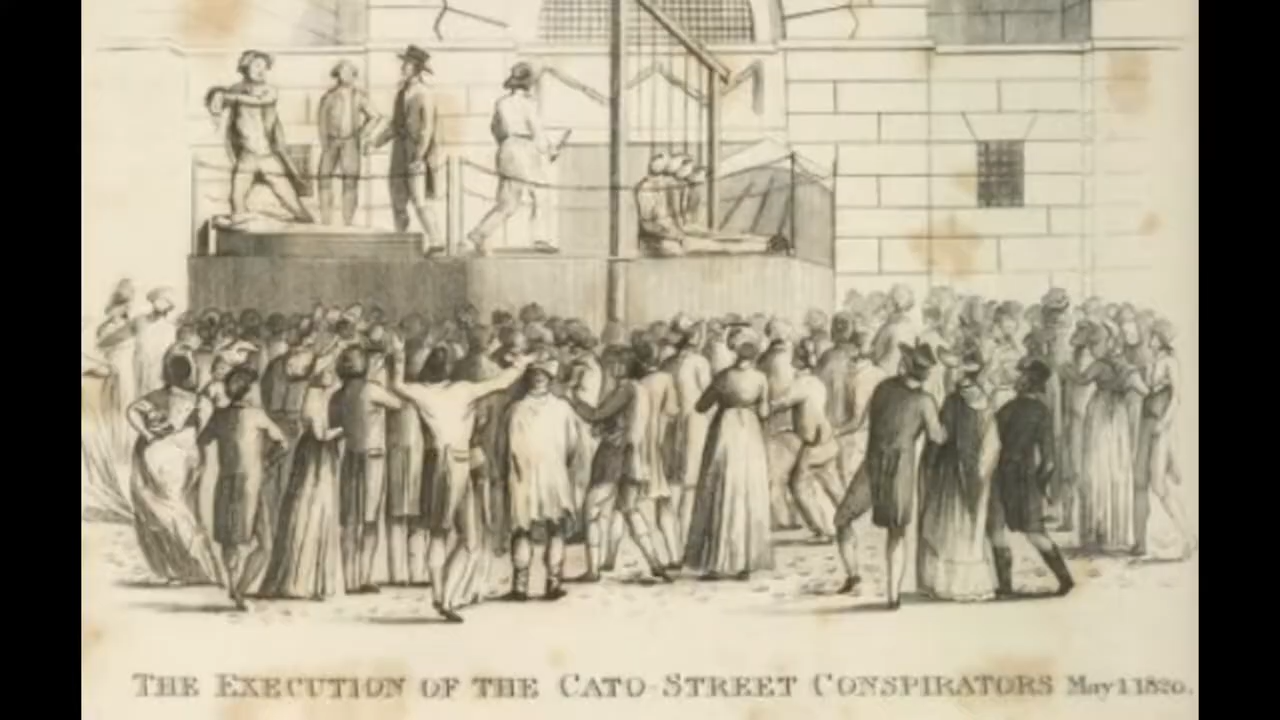 THE EXECUTION OF THE CATO-STREET CONSPIRATORS May 1 1820.